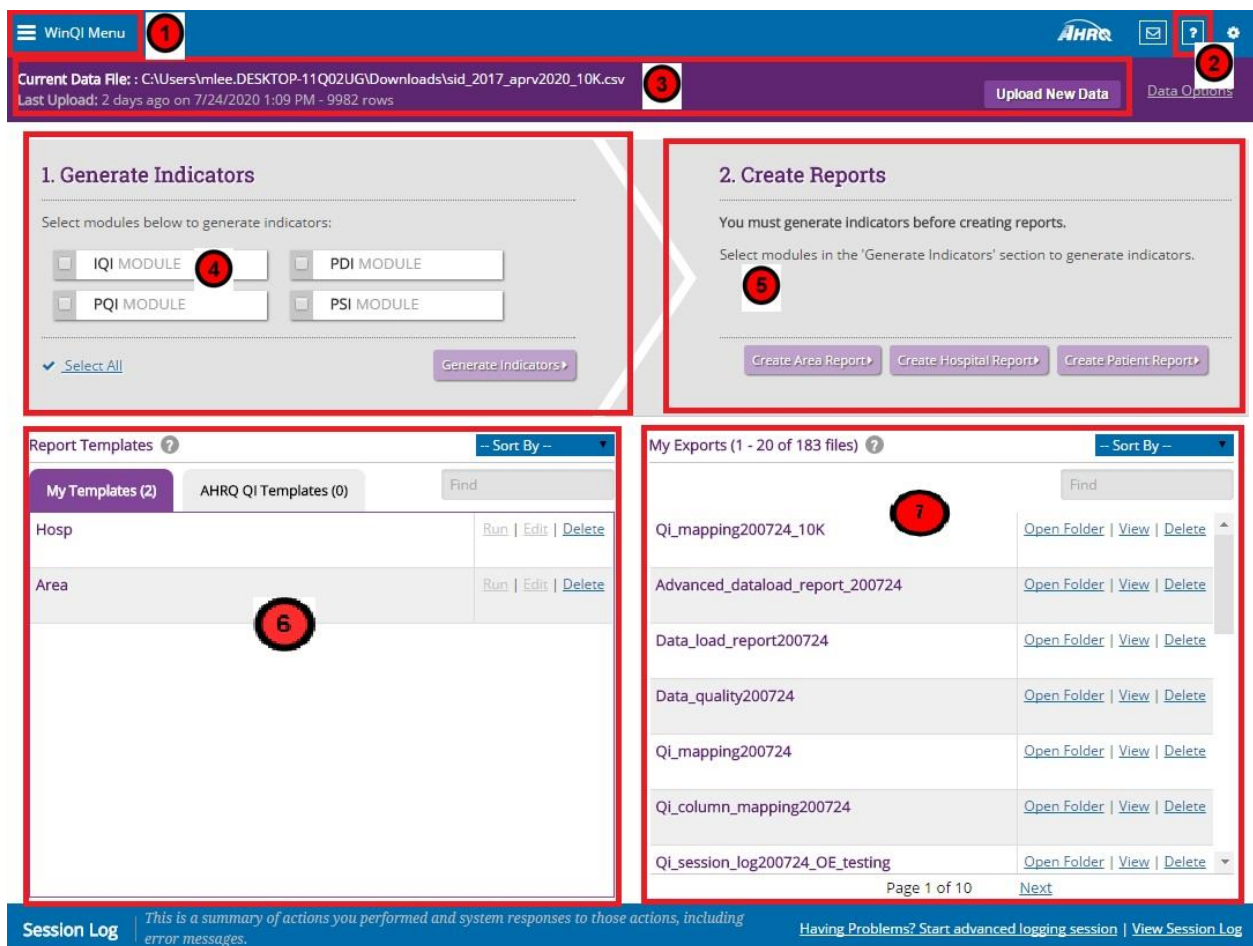 WinQI Menu
1
AHRQ
?
2
Current Data File: : C:\Users\mlee.DESKTOP-11Q02UG\Downloads\sid_2017_aprv2020_10K.csv
Last Upload: 2 days ago on 7/24/2020 1:09 PM - 9982 rows
3
Upload New Data
Data Options
1. Generate Indicators
Select modules below to generate indicators:
IQI MODULE
4
PDI MODULE
PQI MODULE
PSI MODULE
Select All
Generate Indicators
2. Create Reports
You must generate indicators before creating reports.
Select modules in the 'Generate Indicators' section to generate indicators.
5
Create Area Report
Create Hospital Report
Create Patient Report
Report Templates ?
-- Sort By --
My Templates (2)
AHRQ QI Templates (0)
Find
Hosp
Run | Edit | Delete
Area
Run | Edit | Delete
6
My Exports (1 - 20 of 183 files) ?
-- Sort By --
Find
7
Qi_mapping200724_10K
Open Folder | View | Delete
Advanced_dataload_report_200724
Open Folder | View | Delete
Data_load_report200724
Open Folder | View | Delete
Data_quality200724
Open Folder | View | Delete
Qi_mapping200724
Open Folder | View | Delete
Qi_column_mapping200724
Open Folder | View | Delete
Qi_session_log200724_OE_testing
Open Folder | View | Delete
Page 1 of 10
Next
Session Log
This is a summary of actions you performed and system responses to those actions, including
error messages.
Having Problems? Start advanced logging session | View Session Log